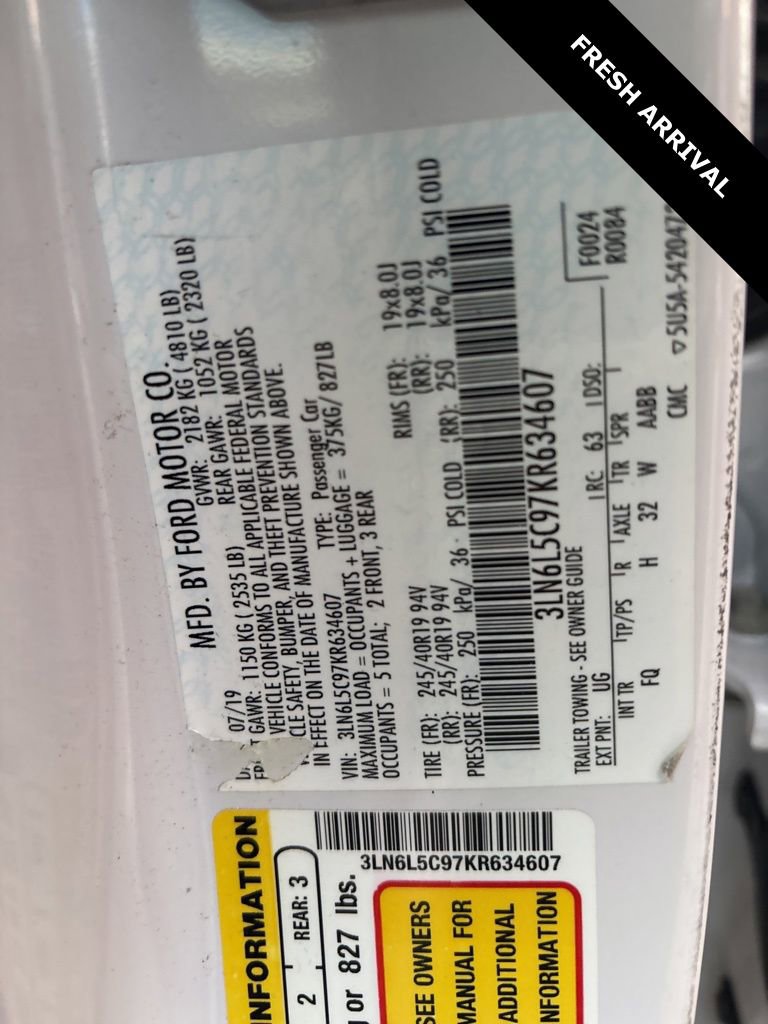 FRESH ARRIVAL
MFD. BY FORD MOTOR CO.
07/19 GVWR: 2182 KG ( 4810 LB)
GAWR: 1150 KG ( 2535 LB) REAR GAWR: 1052 KG ( 2320 LB)
VEHICLE CONFORMS TO ALL APPLICABLE FEDERAL MOTOR
CLE SAFETY, BUMPER, AND THEFT PREVENTION STANDARDS
IN EFFECT ON THE DATE OF MANUFACTURE SHOWN ABOVE.
VIN: 3LN6L5C97KR634607 TYPE: Passenger Car
MAXIMUM LOAD = OCCUPANTS + LUGGAGE = 375KG/ 827LB
OCCUPANTS = 5 TOTAL; 2 FRONT, 3 REAR
TIRE (FR): 245/40R19 94V RIMS (FR): 19x8.0J
(RR): 245/40R19 94V (RR): 19x8.0J
PRESSURE (FR): 250 kPa/ 36 PSI COLD (RR): 250 kPa/ 36 PSI COLD
3LN6L5C97KR634607
TRAILER TOWING - SEE OWNER GUIDE
F0024
EXT PNT: UG RC: 63 DSO: R0084
INT TR TP/PS R AXLE TR SPR
FQ H 32 W AABB
CMC 5U5A-542047
INFORMATION
2 REAR: 3
or 827 lbs.
3LN6L5C97KR634607
SEE OWNERS
MANUAL FOR
ADDITIONAL
INFORMATION